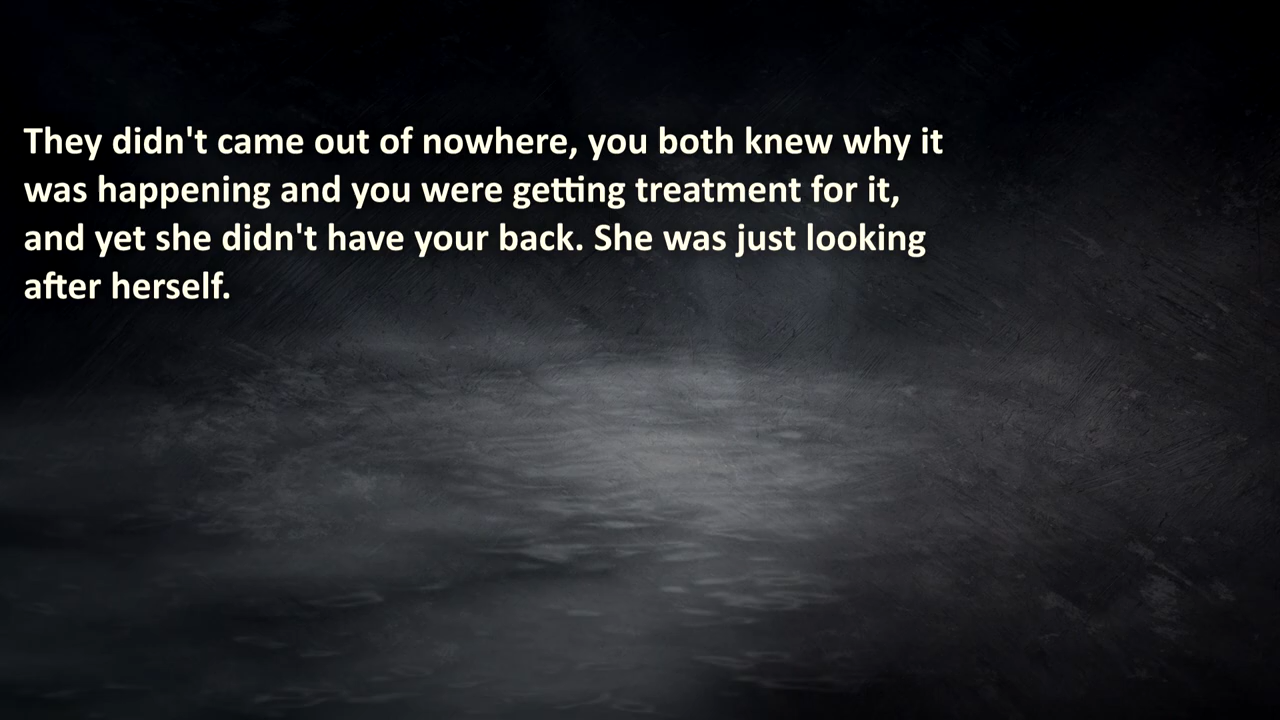 They didn't came out of nowhere, you both knew why it
was happening and you were getting treatment for it,
and yet she didn't have your back. She was just looking
after herself.